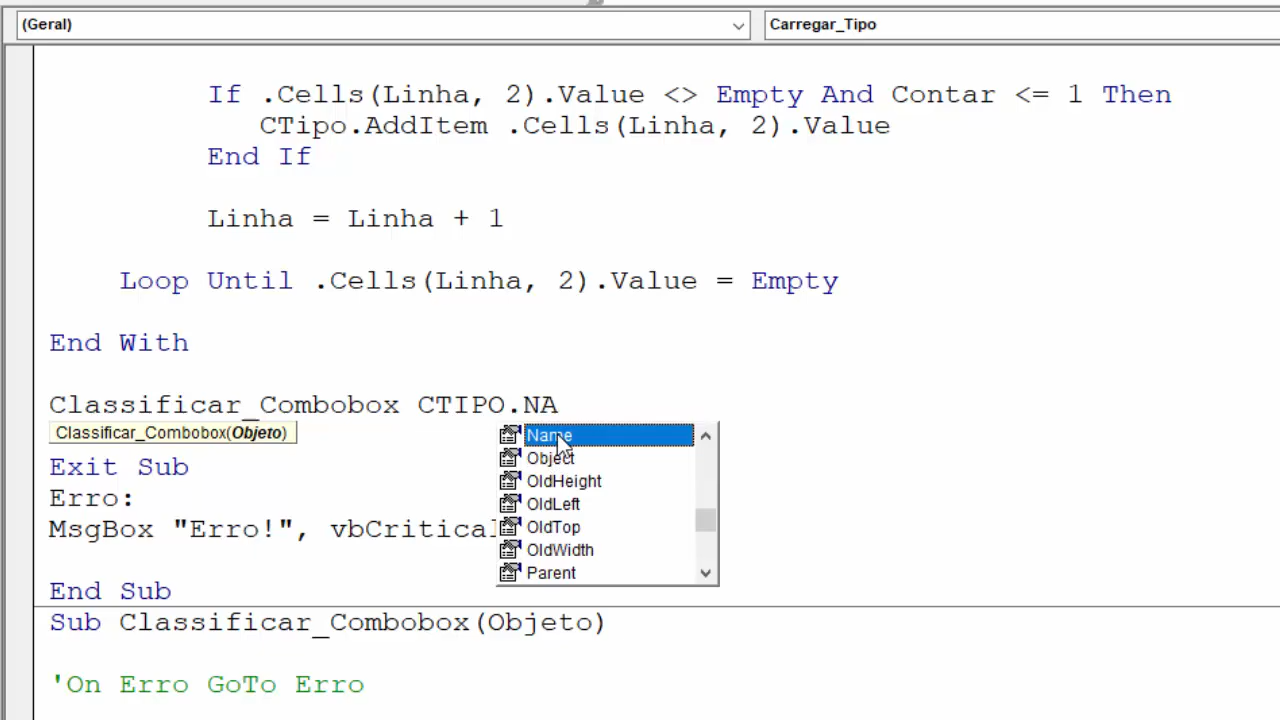 (Geral)
Carregar_Tipo
If .Cells(Linha, 2).Value <> Empty And Contar <= 1 Then
CTipo.AddItem .Cells(Linha, 2).Value
End If
Linha = Linha + 1
Loop Until .Cells(Linha, 2).Value = Empty
End With
Classificar_Combobox CTIPO.NA
Classificar_Combobox(Objeto)
Name
Object
OldHeight
OldLeft
OldTop
OldWidth
Parent
Exit Sub
Erro:
MsgBox "Erro!", vbCritical
End Sub
Sub Classificar_Combobox(Objeto)
'On Erro GoTo Erro